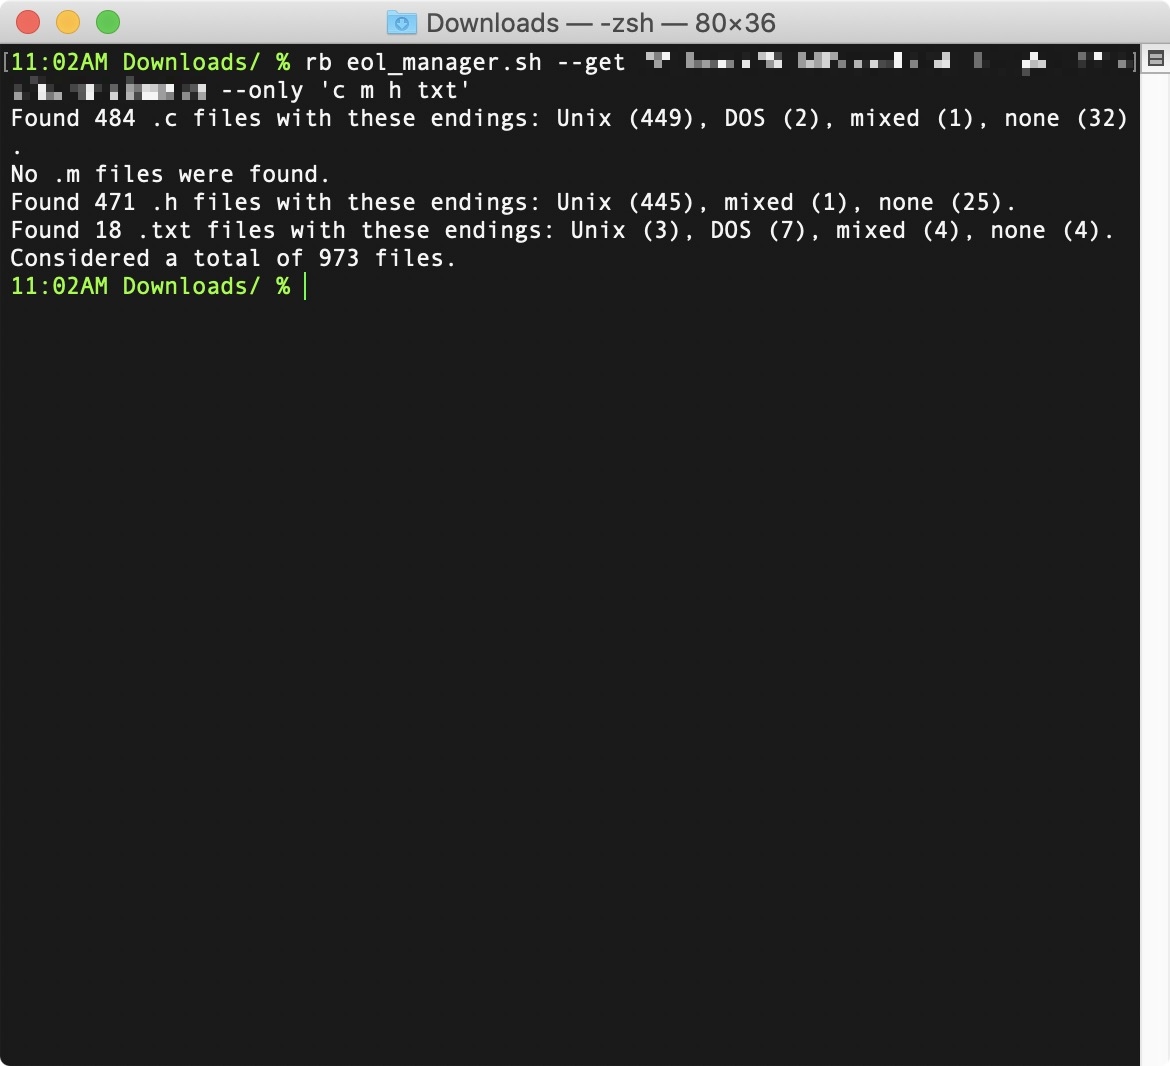 Downloads — -zsh — 80×36
[11:02AM Downloads/ % rb eol_manager.sh --get ]
--only 'c m h txt'
Found 484 .c files with these endings: Unix (449), DOS (2), mixed (1), none (32)
.
No .m files were found.
Found 471 .h files with these endings: Unix (445), mixed (1), none (25).
Found 18 .txt files with these endings: Unix (3), DOS (7), mixed (4), none (4).
Considered a total of 973 files.
11:02AM Downloads/ %